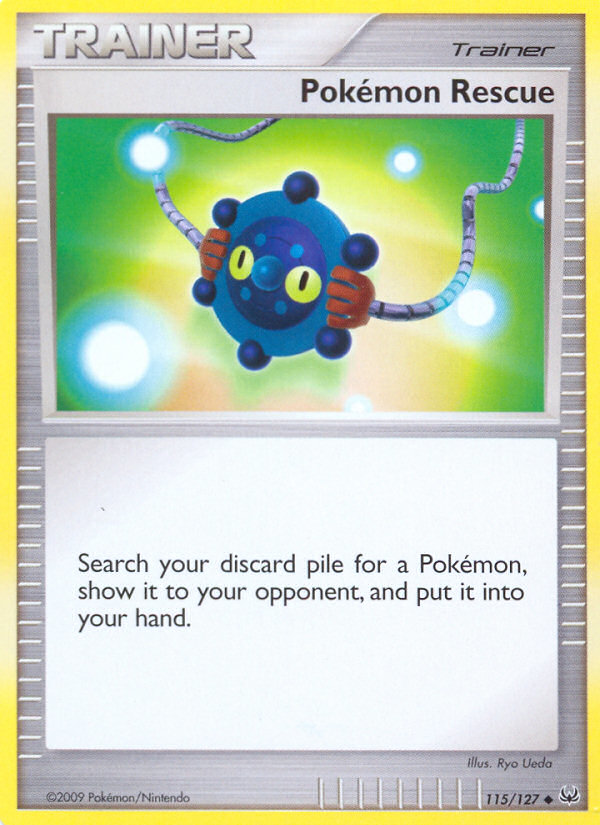 TRAINER
Trainer
Pokémon Rescue
Search your discard pile for a Pokémon,
show it to your opponent, and put it into
your hand.
Illus. Ryo Ueda
©2009 Pokémon/Nintendo
115/127